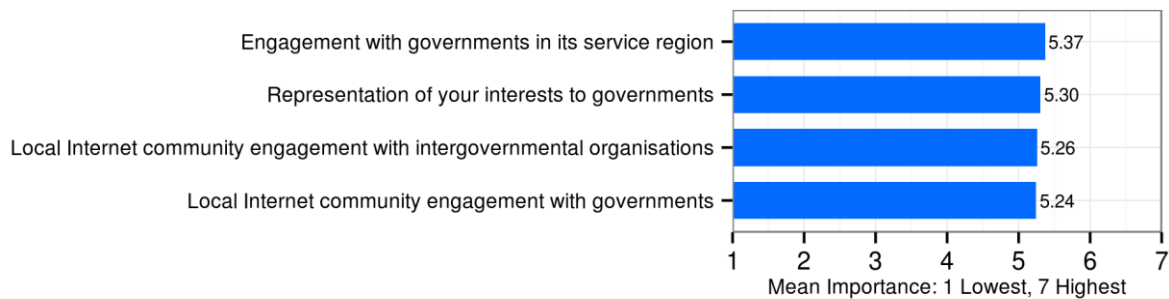 Engagement with governments in its service region 5.37
Representation of your interests to governments 5.30
Local Internet community engagement with intergovernmental organisations 5.26
Local Internet community engagement with governments 5.24
1 2 3 4 5 6 7
Mean Importance: 1 Lowest, 7 Highest